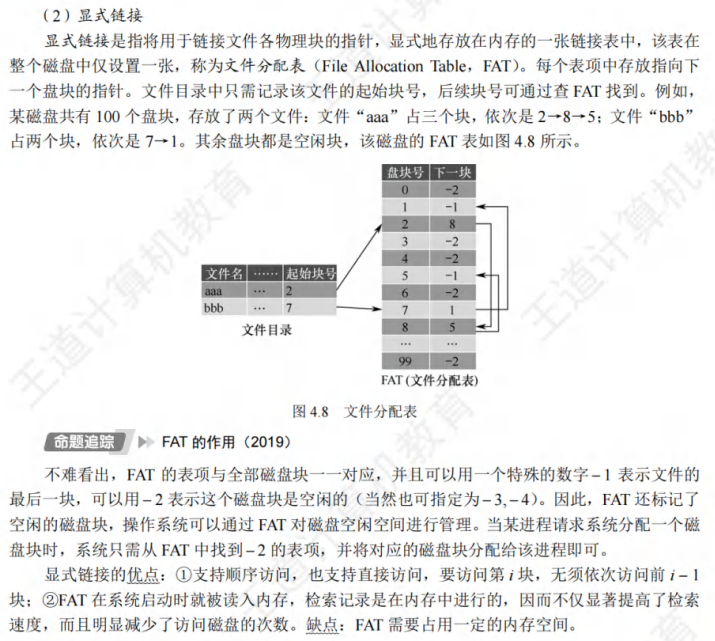 （2）显式链接
显式链接是指将用于链接文件各物理块的指针，显式地存放在内存的一张链接表中，该表在
整个磁盘中仅设置一张，称为文件分配表（File Allocation Table，FAT）。每个表项中存放指向下
一个盘块的指针。文件目录中只需记录该文件的起始块号，后续块号可通过查 FAT 找到。例如，
某磁盘共有 100 个盘块，存放了两个文件：文件“aaa”占三个块，依次是 2→8→5；文件“bbb”
占两个块，依次是 7→1。其余盘块都是空闲块，该磁盘的 FAT 表如图 4.8 所示。
盘块号 下一块
0 -2
1 -1
2 8
3 -2
4 -2
5 -1
6 -2
7 1
8 5
… …
99 -2
FAT (文件分配表)
文件名 …… 起始块号
aaa … 2
bbb … 7
文件目录
图 4.8 文件分配表
命题追踪 FAT 的作用（2019）
不难看出，FAT 的表项与全部磁盘块一一对应，并且可以用一个特殊的数字 −1 表示文件的
最后一块，可以用 −2 表示这个磁盘块是空闲的（当然也可指定为 −3, −4）。因此，FAT 还标记了
空闲的磁盘块，操作系统可以通过 FAT 对磁盘空闲空间进行管理。当某进程请求系统分配一个磁
盘块时，系统只需从 FAT 中找到 −2 的表项，并将对应的磁盘块分配给该进程即可。
显式链接的优点：①支持顺序访问，也支持直接访问，要访问第 i 块，无须依次访问前 i − 1
块；②FAT 在系统启动时就被读入内存，检索记录是在内存中进行的，因而不仅显著提高了检索
速度，而且明显减少了访问磁盘的次数。缺点：FAT 需要占用一定的内存空间。
王道计算机教育
王道计算机教育